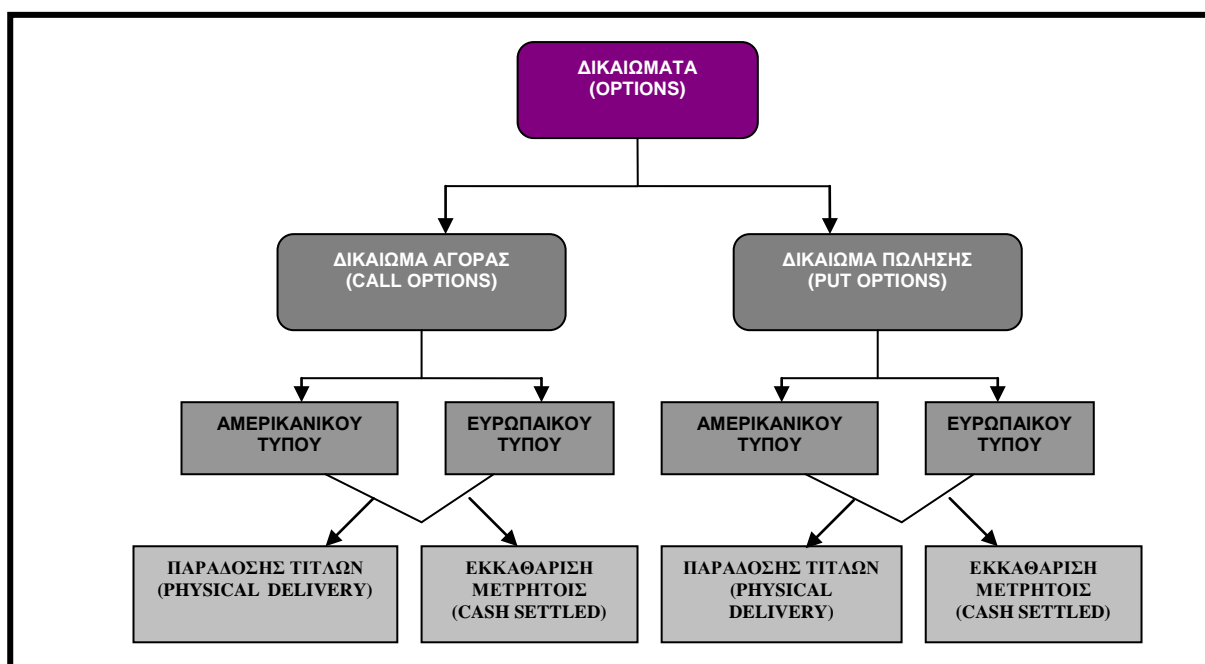 ΔΙΚΑΙΩΜΑΤΑ
(OPTIONS)
ΔΙΚΑΙΩΜΑ ΑΓΟΡΑΣ
(CALL OPTIONS)
ΔΙΚΑΙΩΜΑ ΠΩΛΗΣΗΣ
(PUT OPTIONS)
ΑΜΕΡΙΚΑΝΙΚΟΥ
ΤΥΠΟΥ
ΕΥΡΩΠΑΙΚΟΥ
ΤΥΠΟΥ
ΑΜΕΡΙΚΑΝΙΚΟΥ
ΤΥΠΟΥ
ΕΥΡΩΠΑΙΚΟΥ
ΤΥΠΟΥ
ΠΑΡΑΔΟΣΗΣ ΤΙΤΛΩΝ
(PHYSICAL DELIVERY)
ΕΚΚΑΘΑΡΙΣΗ
ΜΕΤΡΗΤΟΙΣ
(CASH SETTLED)
ΠΑΡΑΔΟΣΗΣ ΤΙΤΛΩΝ
(PHYSICAL
DELIVERY)
ΕΚΚΑΘΑΡΙΣΗ
ΜΕΤΡΗΤΟΙΣ
(CASH SETTLED)